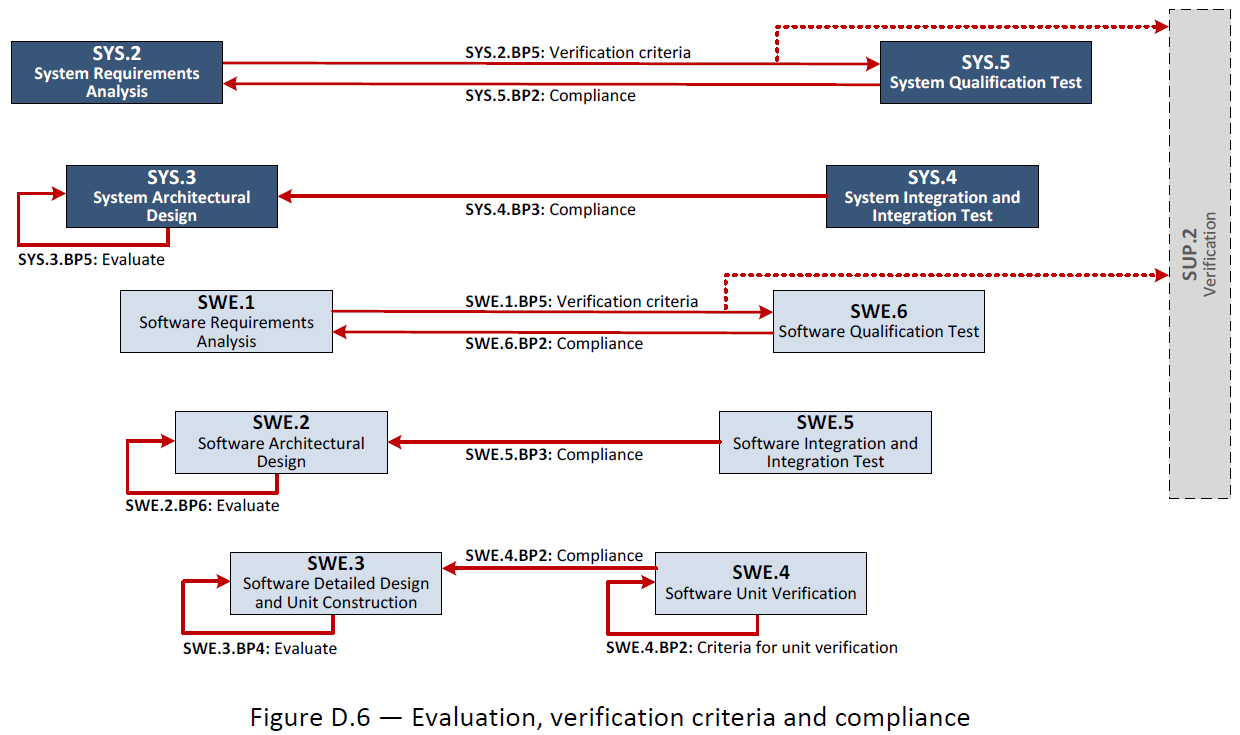 SYS.2
System Requirements
Analysis
SYS.2.BP5: Verification criteria
SYS.5.BP2: Compliance
SYS.5
System Qualification Test
SYS.3
System Architectural
Design
SYS.3.BP5: Evaluate
SYS.4.BP3: Compliance
SYS.4
System Integration and
Integration Test
SUP.2
Verification
SWE.1
Software Requirements
Analysis
SWE.1.BP5: Verification criteria
SWE.6.BP2: Compliance
SWE.6
Software Qualification Test
SWE.2
Software Architectural
Design
SWE.2.BP6: Evaluate
SWE.5.BP3: Compliance
SWE.5
Software Integration and
Integration Test
SWE.3
Software Detailed Design
and Unit Construction
SWE.3.BP4: Evaluate
SWE.4.BP2: Compliance
SWE.4
Software Unit Verification
SWE.4.BP2: Criteria for unit verification
Figure D.6 — Evaluation, verification criteria and compliance